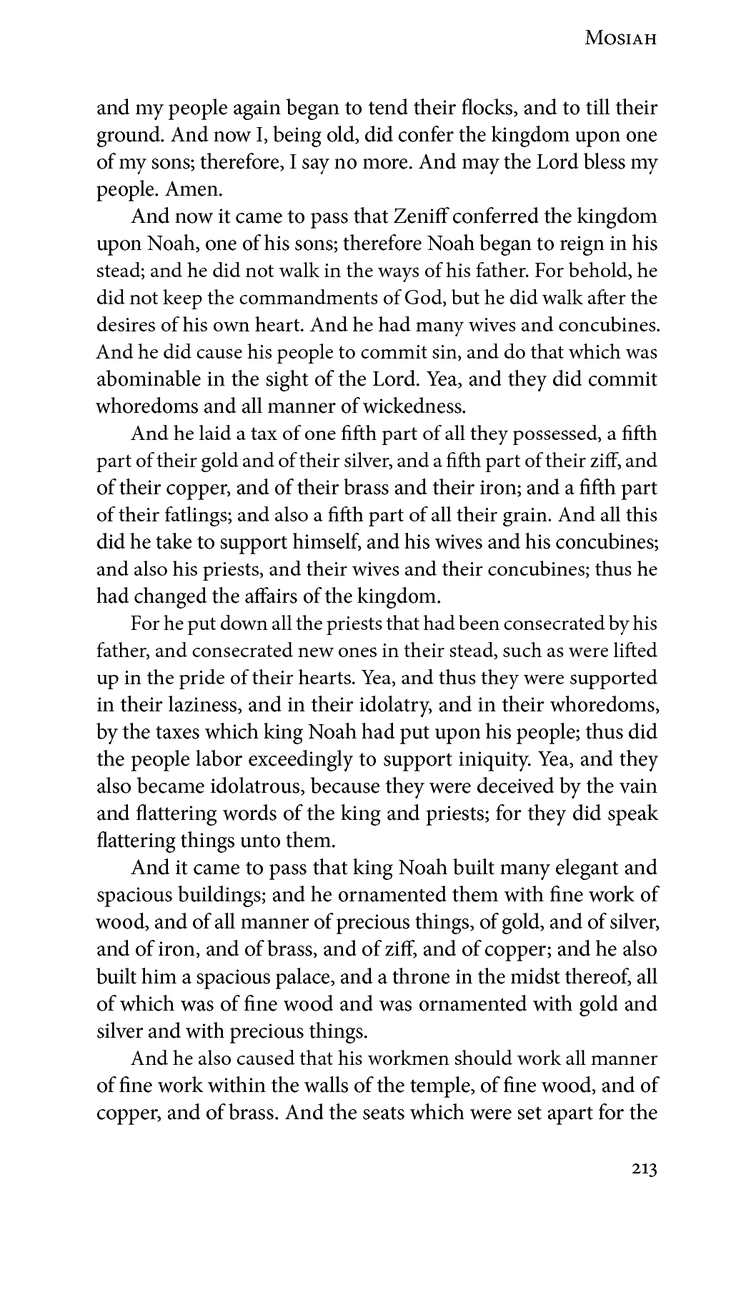 Mosiah
and my people again began to tend their flocks, and to till their
ground. And now I, being old, did confer the kingdom upon one
of my sons; therefore, I say no more. And may the Lord bless my
people. Amen.
And now it came to pass that Zeniff conferred the kingdom
upon Noah, one of his sons; therefore Noah began to reign in his
stead; and he did not walk in the ways of his father. For behold, he
did not keep the commandments of God, but he did walk after the
desires of his own heart. And he had many wives and concubines.
And he did cause his people to commit sin, and do that which was
abominable in the sight of the Lord. Yea, and they did commit
whoredoms and all manner of wickedness.
And he laid a tax of one fifth part of all they possessed, a fifth
part of their gold and of their silver, and a fifth part of their ziff, and
of their copper, and of their brass and their iron; and a fifth part
of their fatlings; and also a fifth part of all their grain. And all this
did he take to support himself, and his wives and his concubines;
and also his priests, and their wives and their concubines; thus he
had changed the affairs of the kingdom.
For he put down all the priests that had been consecrated by his
father, and consecrated new ones in their stead, such as were lifted
up in the pride of their hearts. Yea, and thus they were supported
in their laziness, and in their idolatry, and in their whoredoms,
by the taxes which king Noah had put upon his people; thus did
the people labor exceedingly to support iniquity. Yea, and they
also became idolatrous, because they were deceived by the vain
and flattering words of the king and priests; for they did speak
flattering things unto them.
And it came to pass that king Noah built many elegant and
spacious buildings; and he ornamented them with fine work of
wood, and of all manner of precious things, of gold, and of silver,
and of iron, and of brass, and of ziff, and of copper; and he also
built him a spacious palace, and a throne in the midst thereof, all
of which was of fine wood and was ornamented with gold and
silver and with precious things.
And he also caused that his workmen should work all manner
of fine work within the walls of the temple, of fine wood, and of
copper, and of brass. And the seats which were set apart for the
213